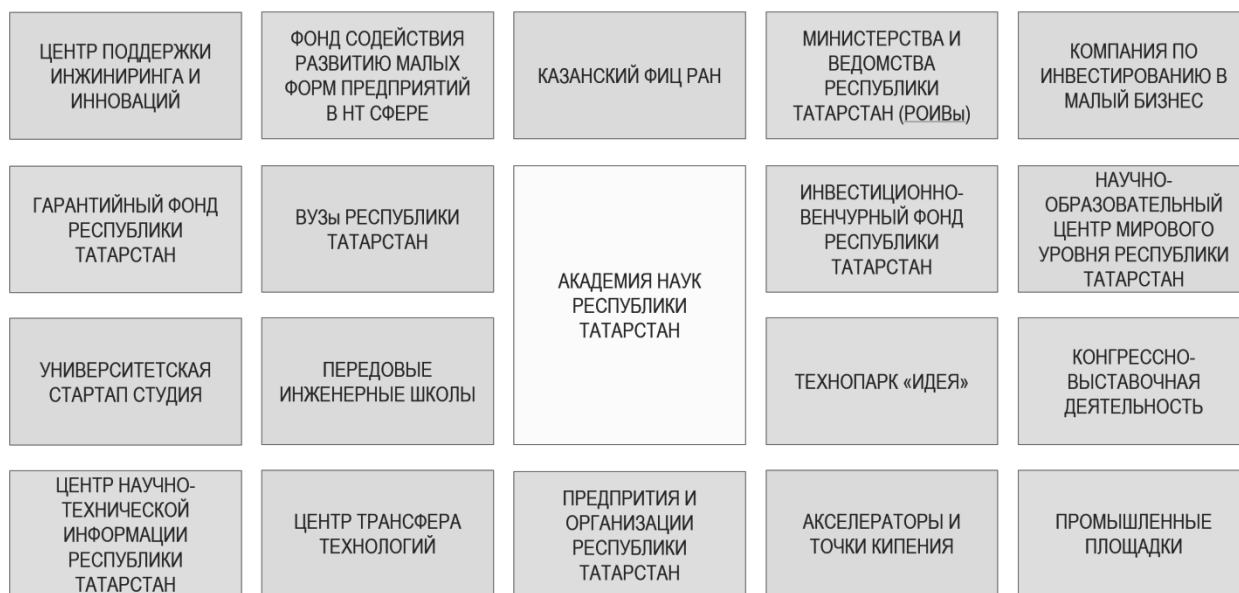 ЦЕНТР ПОДДЕРЖКИ
ИНЖИНИРИНГА И
ИННОВАЦИЙ
ФОНД СОДЕЙСТВИЯ
РАЗВИТИЮ МАЛЫХ
ФОРМ ПРЕДПРИЯТИЙ
В НТ СФЕРЕ
КАЗАНСКИЙ ФИЦ РАН
МИНИСТЕРСТВА И
ВЕДОМСТВА
РЕСПУБЛИКИ
ТАТАРСТАН (РОИВы)
КОМПАНИЯ ПО
ИНВЕСТИРОВАНИЮ В
МАЛЫЙ БИЗНЕС
ГАРАНТИЙНЫЙ ФОНД
РЕСПУБЛИКИ
ТАТАРСТАН
ВУЗы РЕСПУБЛИКИ
ТАТАРСТАН
АКАДЕМИЯ НАУК
РЕСПУБЛИКИ
ТАТАРСТАН
ИНВЕСТИЦИОННО-
ВЕНЧУРНЫЙ ФОНД
РЕСПУБЛИКИ
ТАТАРСТАН
НАУЧНО-
ОБРАЗОВАТЕЛЬНЫЙ
ЦЕНТР МИРОВОГО
УРОВНЯ РЕСПУБЛИКИ
ТАТАРСТАН
УНИВЕРСИТЕТСКАЯ
СТАРТАП СТУДИЯ
ПЕРЕДОВЫЕ
ИНЖЕНЕРНЫЕ ШКОЛЫ
ТЕХНОПАРК «ИДЕЯ»
КОНГРЕССНО-
ВЫСТАВОЧНАЯ
ДЕЯТЕЛЬНОСТЬ
ЦЕНТР НАУЧНО-
ТЕХНИЧЕСКОЙ
ИНФОРМАЦИИ
РЕСПУБЛИКИ
ТАТАРСТАН
ЦЕНТР ТРАНСФЕРА
ТЕХНОЛОГИЙ
ПРЕДПРИТИЯ И
ОРГАНИЗАЦИИ
РЕСПУБЛИКИ
ТАТАРСТАН
АКСЕЛЕРАТОРЫ И
ТОЧКИ КИПЕНИЯ
ПРОМЫШЛЕННЫЕ
ПЛОЩАДКИ